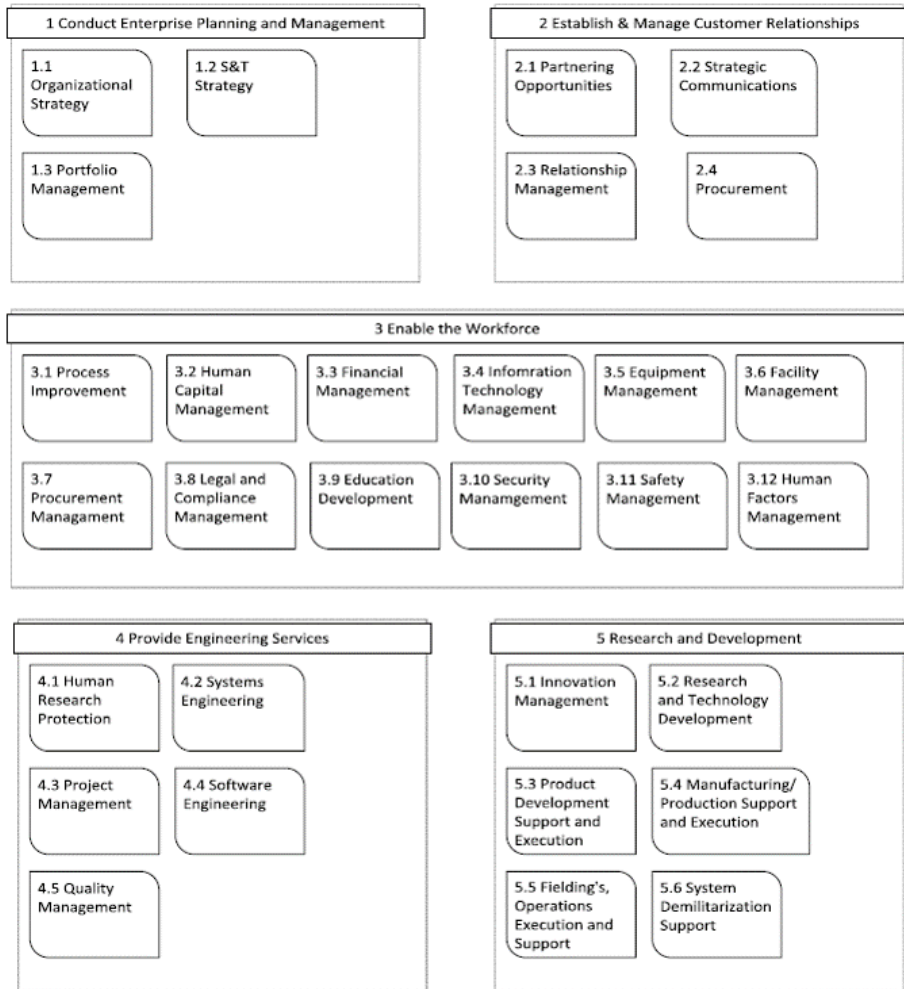 1 Conduct Enterprise Planning and Management
1.1
Organizational
Strategy
1.2 S&T
Strategy
1.3 Portfolio
Management
2 Establish & Manage Customer Relationships
2.1 Partnering
Opportunities
2.2 Strategic
Communications
2.3 Relationship
Management
2.4
Procurement
3 Enable the Workforce
3.1 Process
Improvement
3.2 Human
Capital
Management
3.3 Financial
Management
3.4 Infomration
Technology
Management
3.5 Equipment
Management
3.6 Facility
Management
3.7
Procurement
Managament
3.8 Legal and
Compliance
Management
3.9 Education
Development
3.10 Security
Manamgement
3.11 Safety
Management
3.12 Human
Factors
Management
4 Provide Engineering Services
4.1 Human
Research
Protection
4.2 Systems
Engineering
4.3 Project
Management
4.4 Software
Engineering
4.5 Quality
Management
5 Research and Development
5.1 Innovation
Management
5.2 Research
and Technology
Development
5.3 Product
Development
Support and
Execution
5.4 Manufacturing/
Production Support
and Execution
5.5 Fielding's,
Operations
Execution and
Support
5.6 System
Demilitarization
Support